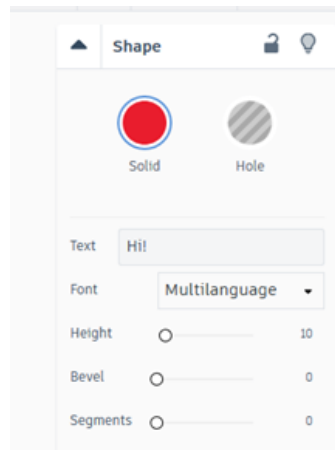 Shape
Solid Hole
Text Hi!
Font Multilanguage
Height 10
Bevel 0
Segments 0